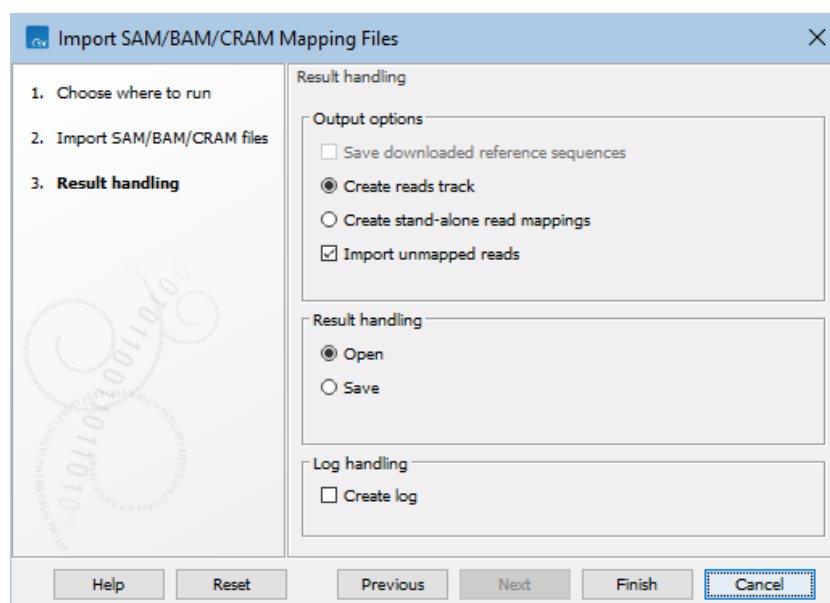 Import SAM/BAM/CRAM Mapping Files
1. Choose where to run
2. Import SAM/BAM/CRAM files
3. Result handling
Result handling
Output options
Save downloaded reference sequences
Create reads track
Create stand-alone read mappings
Import unmapped reads
Result handling
Open
Save
Log handling
Create log
Help
Reset
Previous
Next
Finish
Cancel